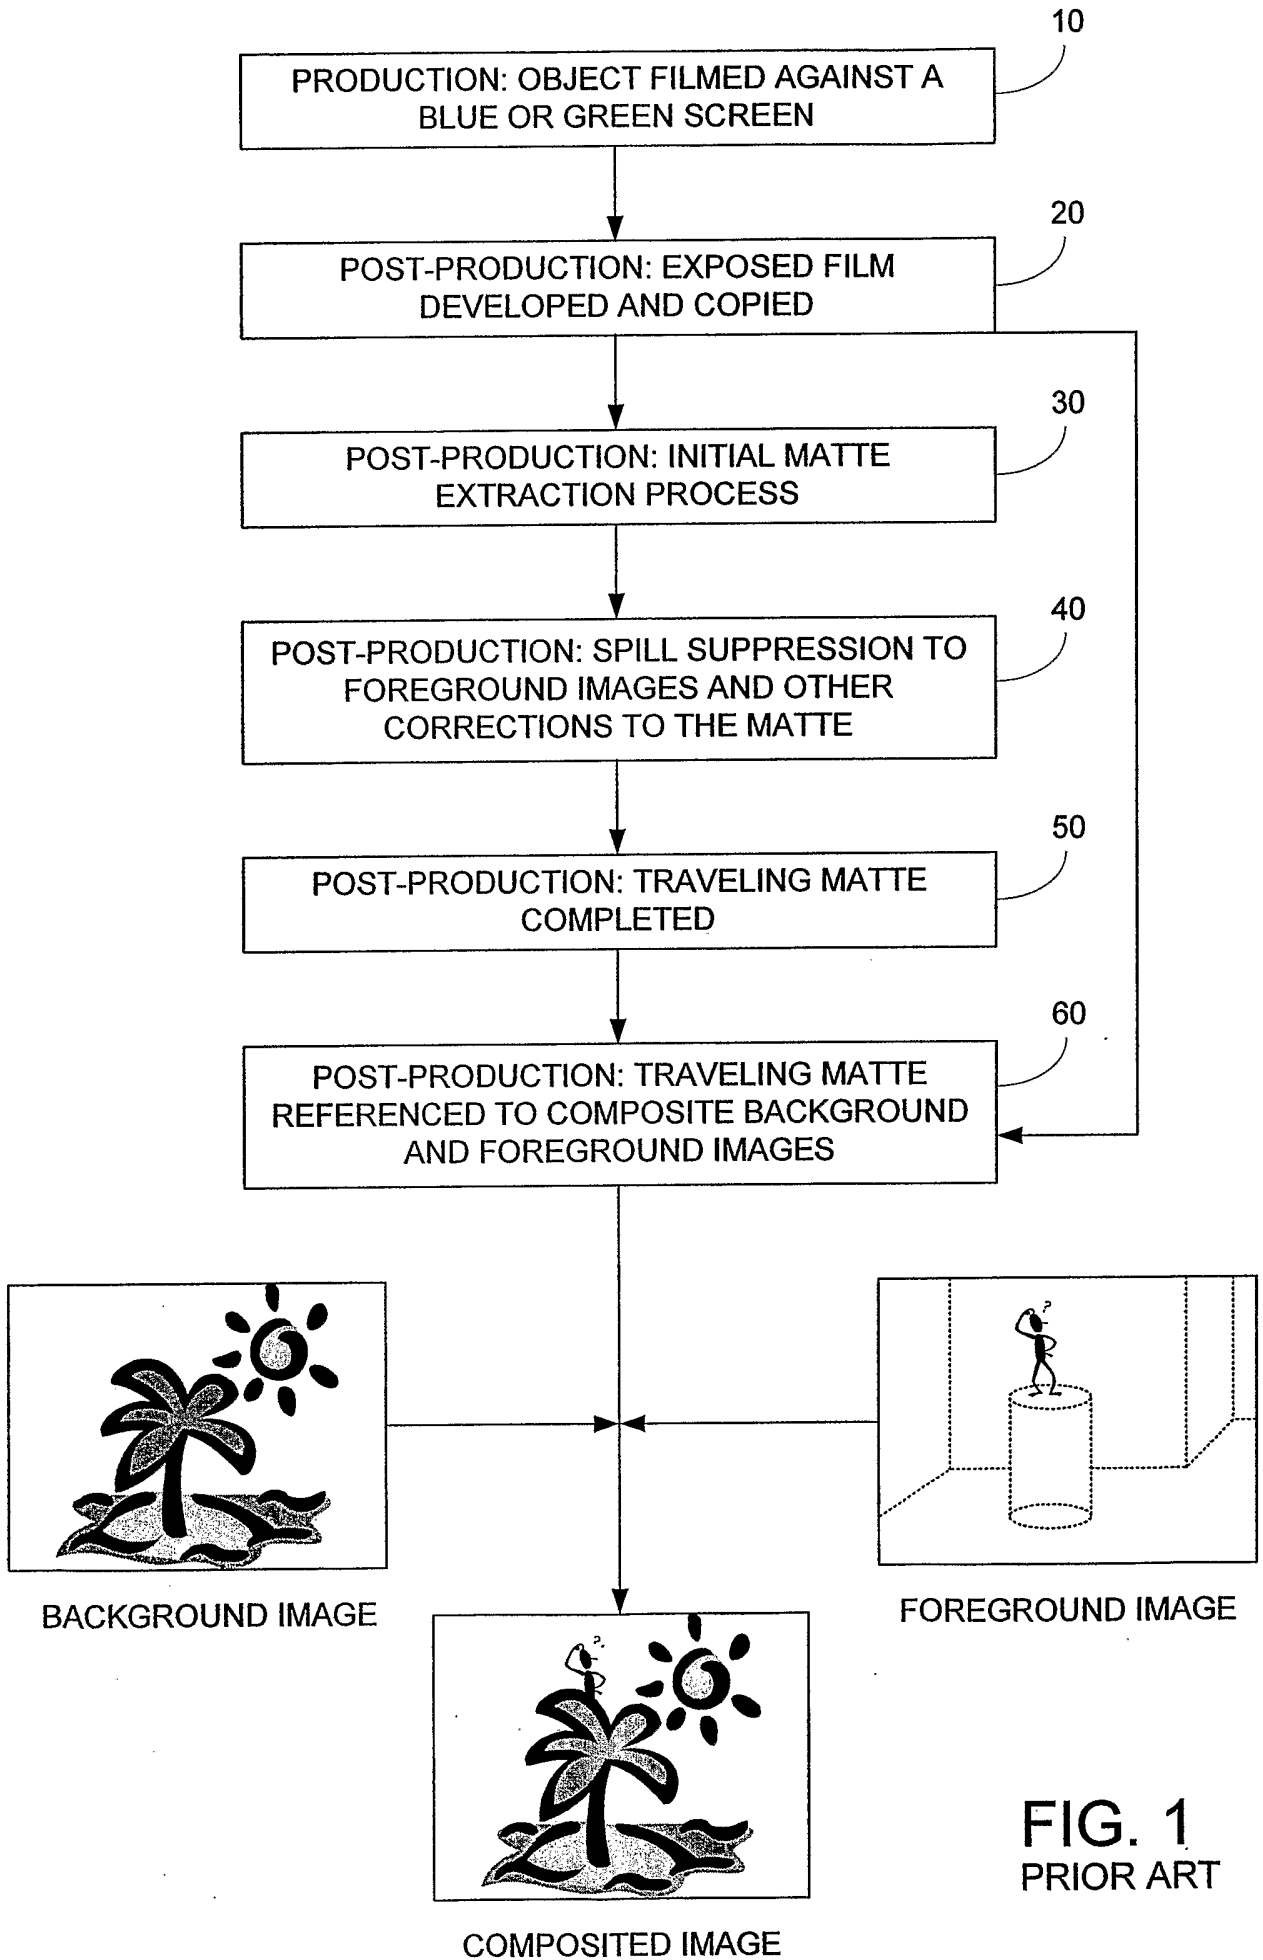 10
PRODUCTION: OBJECT FILMED AGAINST A
BLUE OR GREEN SCREEN
20
POST-PRODUCTION: EXPOSED FILM
DEVELOPED AND COPIED
30
POST-PRODUCTION: INITIAL MATTE
EXTRACTION PROCESS
40
POST-PRODUCTION: SPILL SUPPRESSION TO
FOREGROUND IMAGES AND OTHER
CORRECTIONS TO THE MATTE
50
POST-PRODUCTION: TRAVELING MATTE
COMPLETED
60
POST-PRODUCTION: TRAVELING MATTE
REFERENCED TO COMPOSITE BACKGROUND
AND FOREGROUND IMAGES
?
BACKGROUND IMAGE
FOREGROUND IMAGE
?
FIG. 1
PRIOR ART
COMPOSITED IMAGE